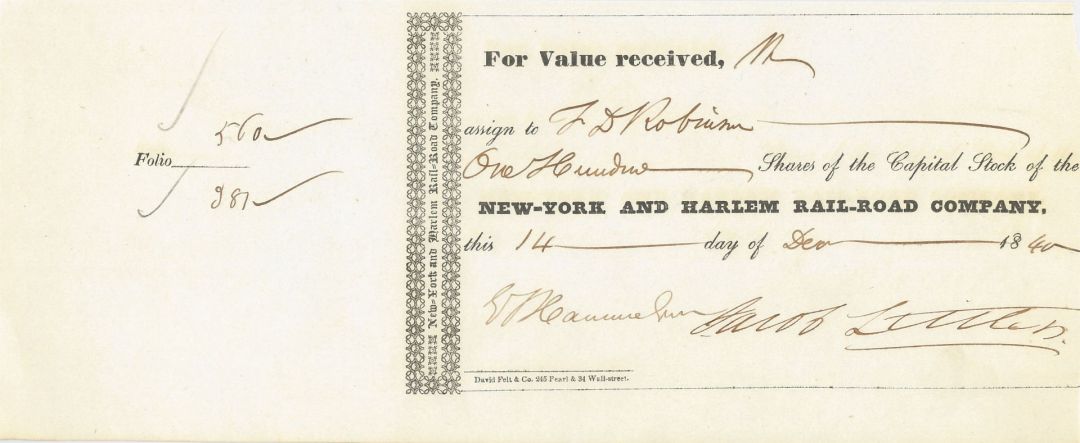 560
Folio
981
New-York and Harlem Rail-Road Company.
For Value received, We
assign to F D Robinson
One Hundred Shares of the Capital Stock of the
NEW-YORK AND HARLEM RAIL-ROAD COMPANY,
this 14 day of Dec 1840
Jacob Little
David Felt & Co. 245 Pearl & 34 Wall-street.